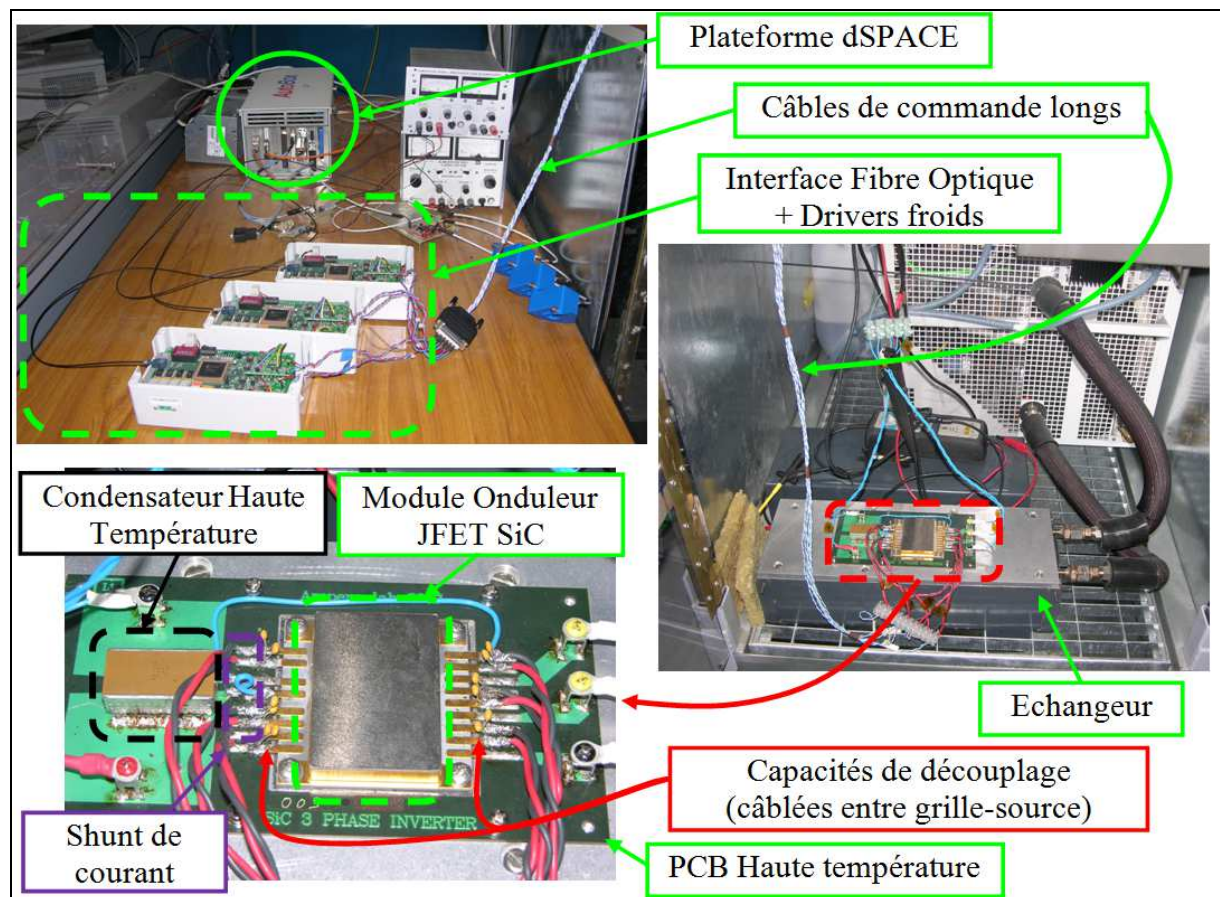 Plateforme dSPACE
Câbles de commande longs
Interface Fibre Optique
+ Drivers froids
AutoBox
Condensateur Haute
Température
Module Onduleur
JFET SiC
Echangeur
Capacités de découplage
(câblées entre grille-source)
SiC 3 PHASE INVERTER
Shunt de
courant
PCB Haute température